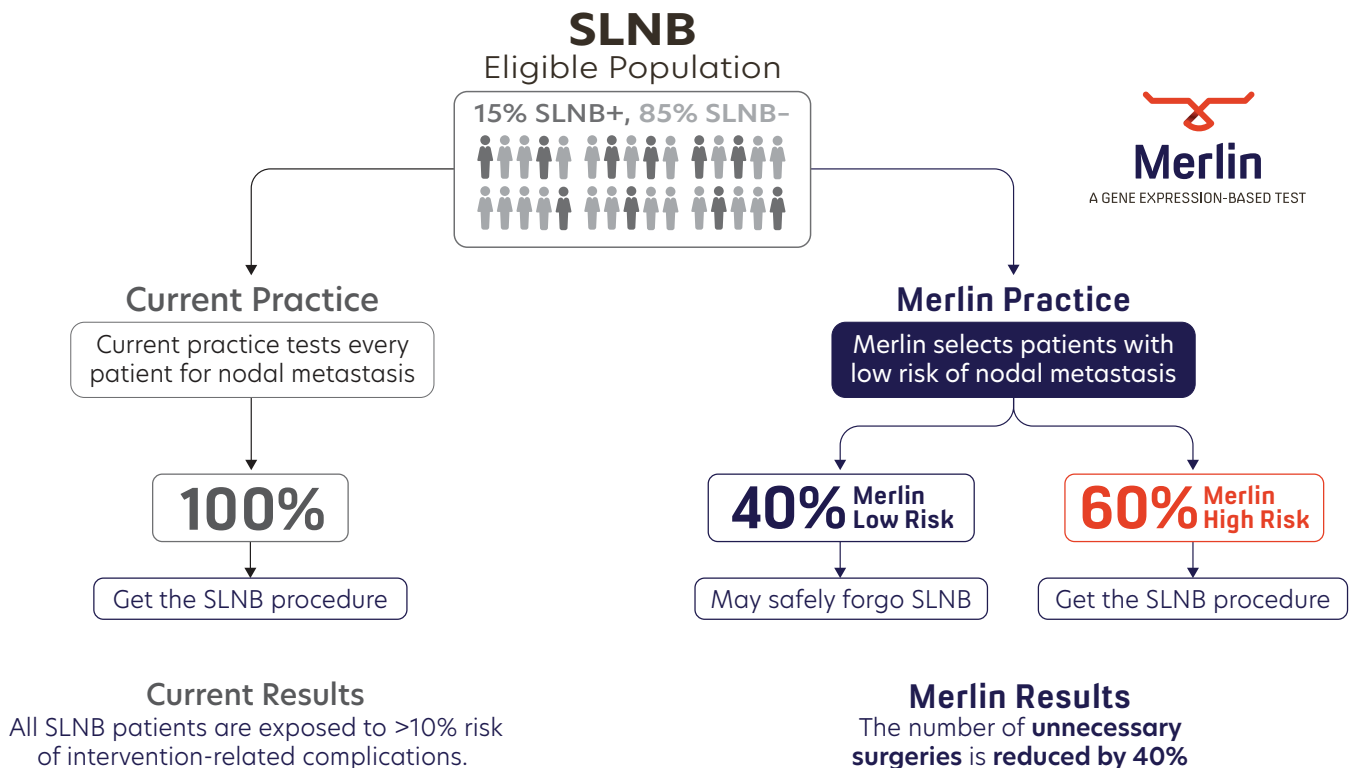 SLNB
Eligible Population
15% SLNB+, 85% SLNB-
Merlin
A GENE EXPRESSION-BASED TEST
Current Practice
Current practice tests every
patient for nodal metastasis
100%
Get the SLNB procedure
Merlin Practice
Merlin selects patients with
low risk of nodal metastasis
40% Merlin
Low Risk
May safely forgo SLNB
60% Merlin
High Risk
Get the SLNB procedure
Current Results
All SLNB patients are exposed to >10% risk
of intervention-related complications.
Merlin Results
The number of unnecessary
surgeries is reduced by 40%